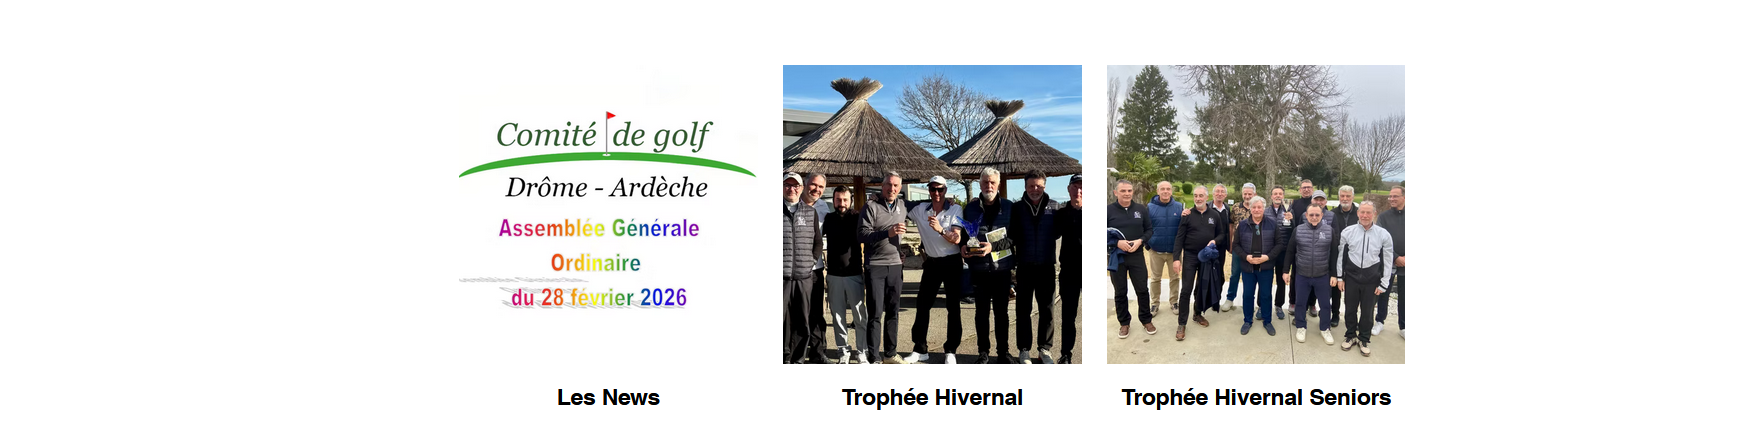 Comité de golf
Drôme - Ardèche
Assemblée Générale
Ordinaire
du 28 février 2026
Les News
Trophée Hivernal
Trophée Hivernal Seniors